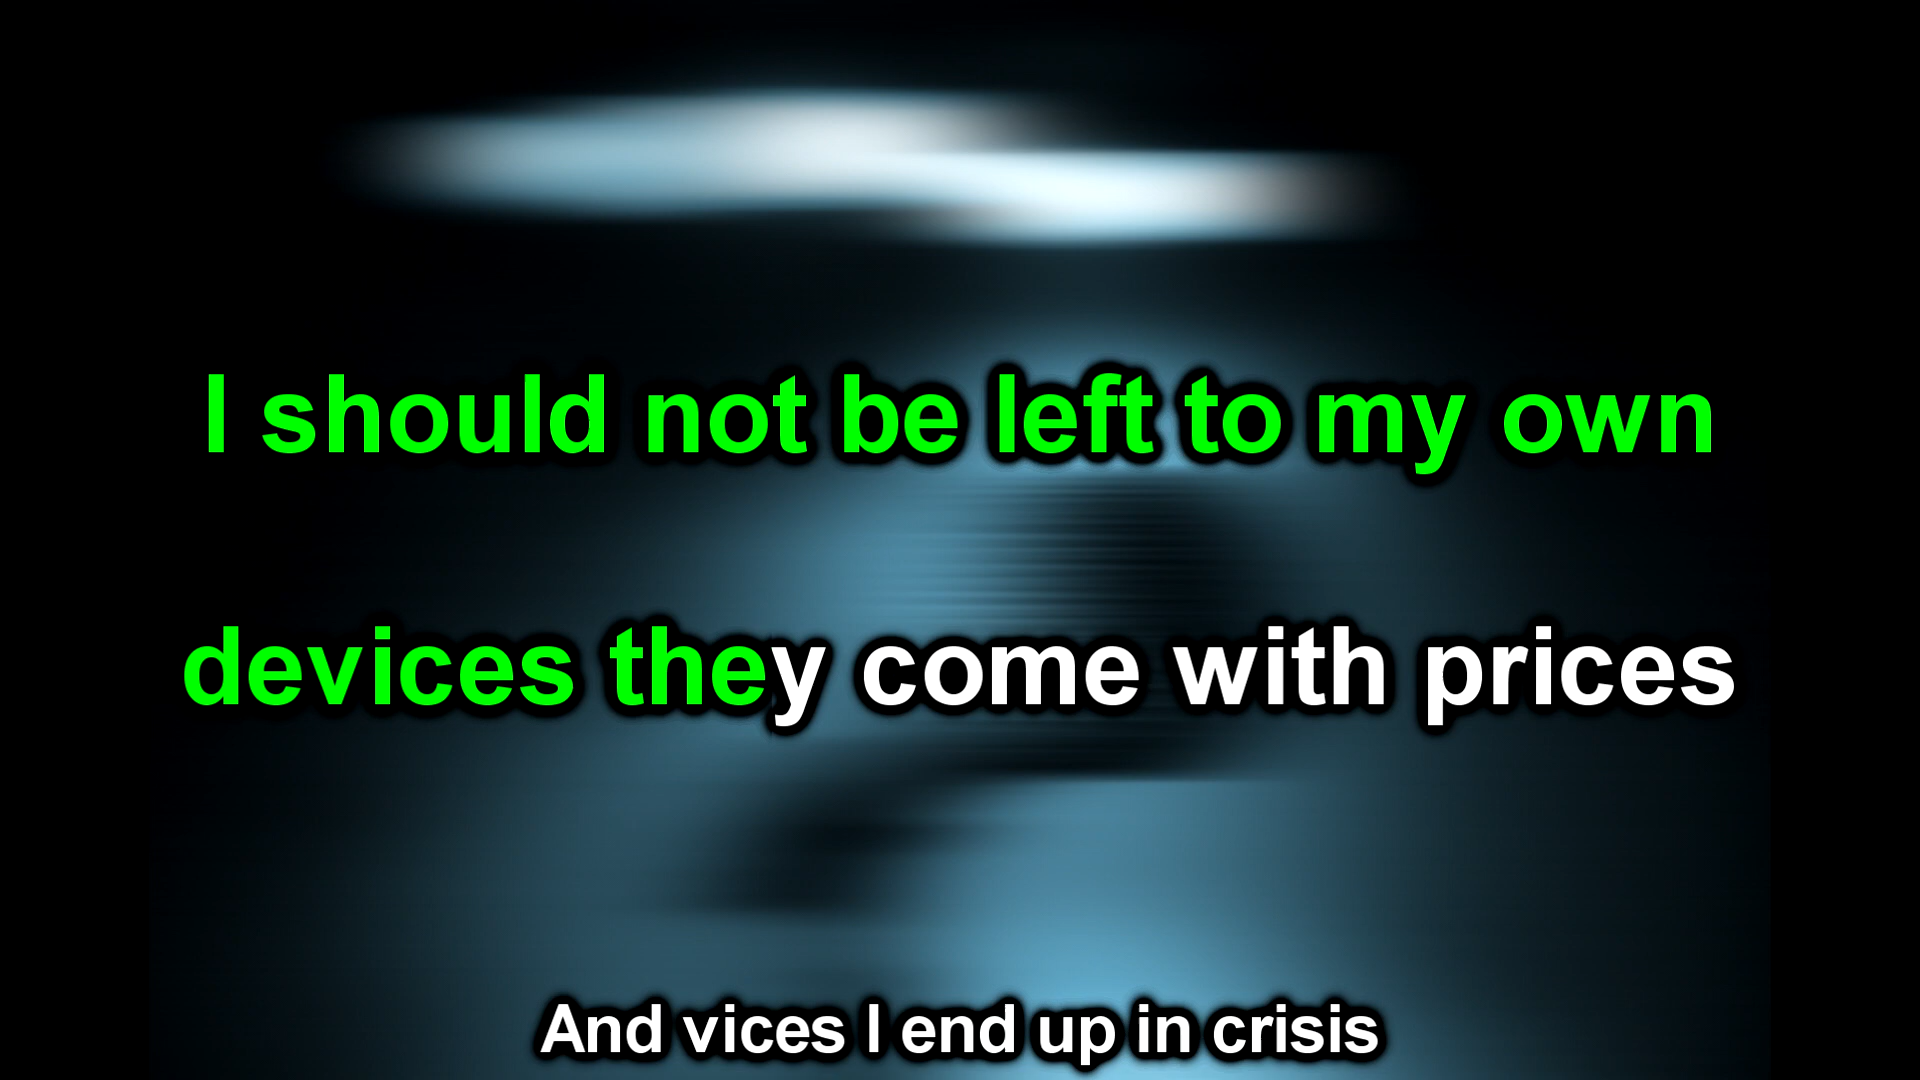 I should not be left to my own
devices they come with prices
And vices I end up in crisis